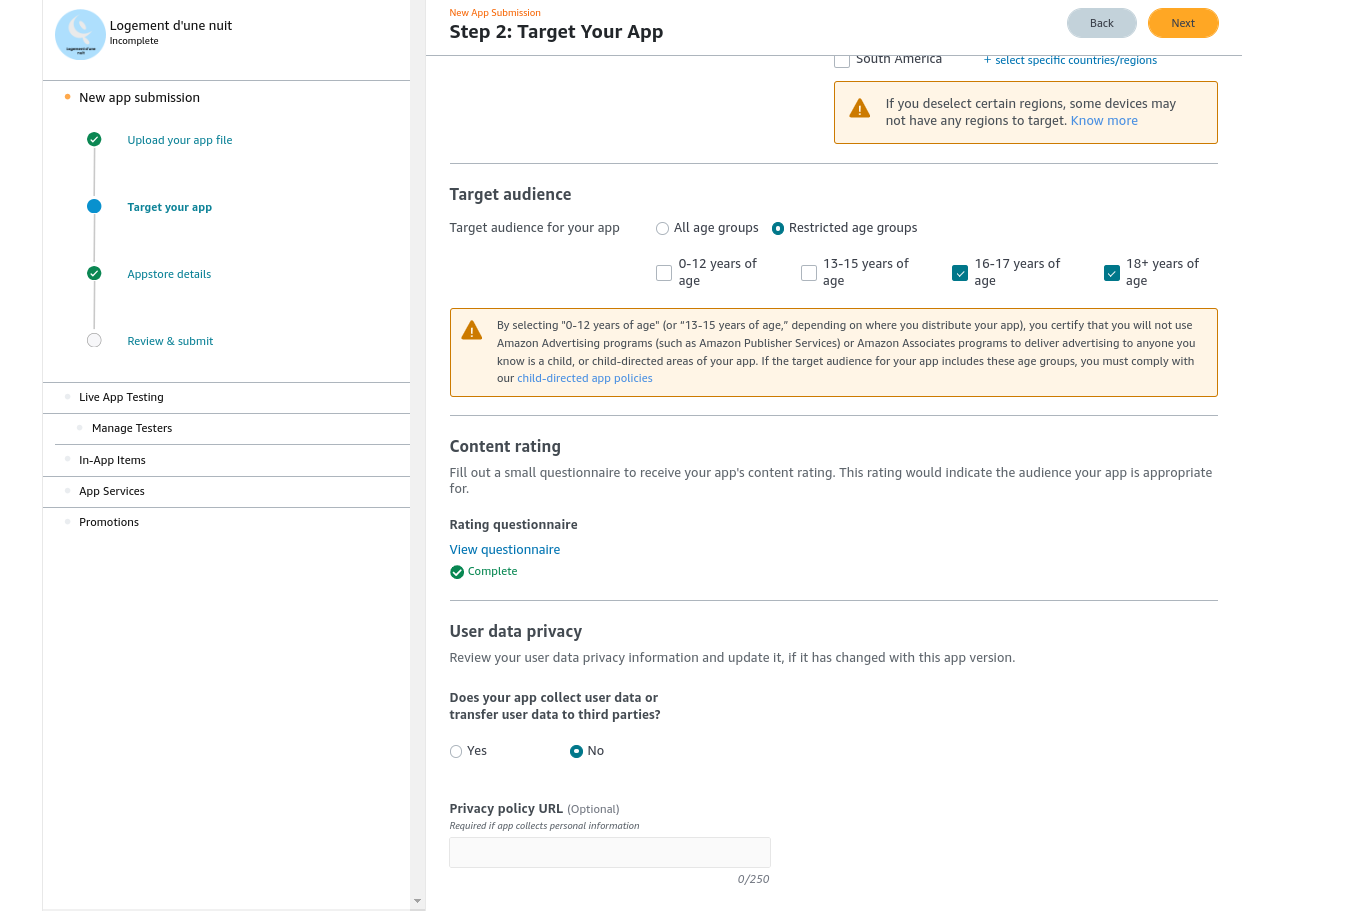 Logement d'une nuit
Incomplete
New app submission
Upload your app file
Target your app
Appstore details
Review & submit
Live App Testing
Manage Testers
In-App Items
App Services
Promotions
New App Submission
Step 2: Target Your App
Back
Next
South America
+ select specific countries/regions
If you deselect certain regions, some devices may
not have any regions to target. Know more
Target audience
Target audience for your app
All age groups
Restricted age groups
0-12 years of
age
13-15 years of
age
16-17 years of
age
18+ years of
age
By selecting "0-12 years of age" (or "13-15 years of age," depending on where you distribute your app), you certify that you will not use
Amazon Advertising programs (such as Amazon Publisher Services) or Amazon Associates programs to deliver advertising to anyone you
know is a child, or child-directed areas of your app. If the target audience for your app includes these age groups, you must comply with
our child-directed app policies
Content rating
Fill out a small questionnaire to receive your app's content rating. This rating would indicate the audience your app is appropriate
for.
Rating questionnaire
View questionnaire
Complete
User data privacy
Review your user data privacy information and update it, if it has changed with this app version.
Does your app collect user data or
transfer user data to third parties?
Yes
No
Privacy policy URL (Optional)
Required if app collects personal information
0/250